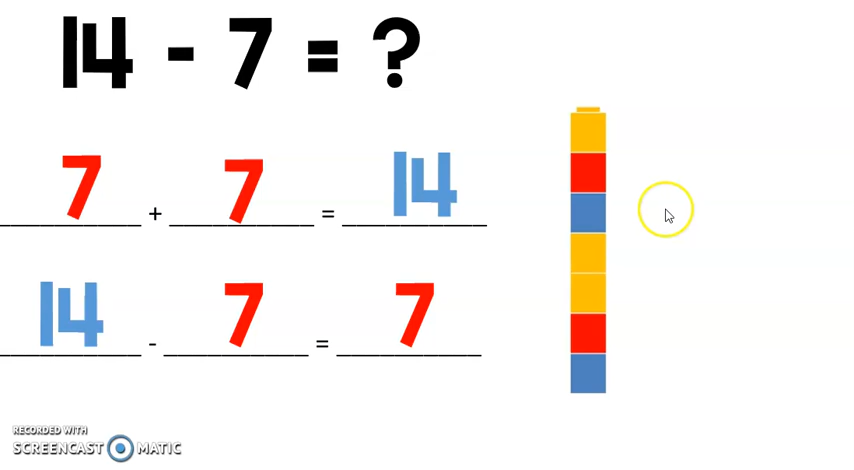 14 - 7 = ?
7 + 7 = 14
14 - 7 = 7
RECORDED WITH
SCREENCAST MATIC